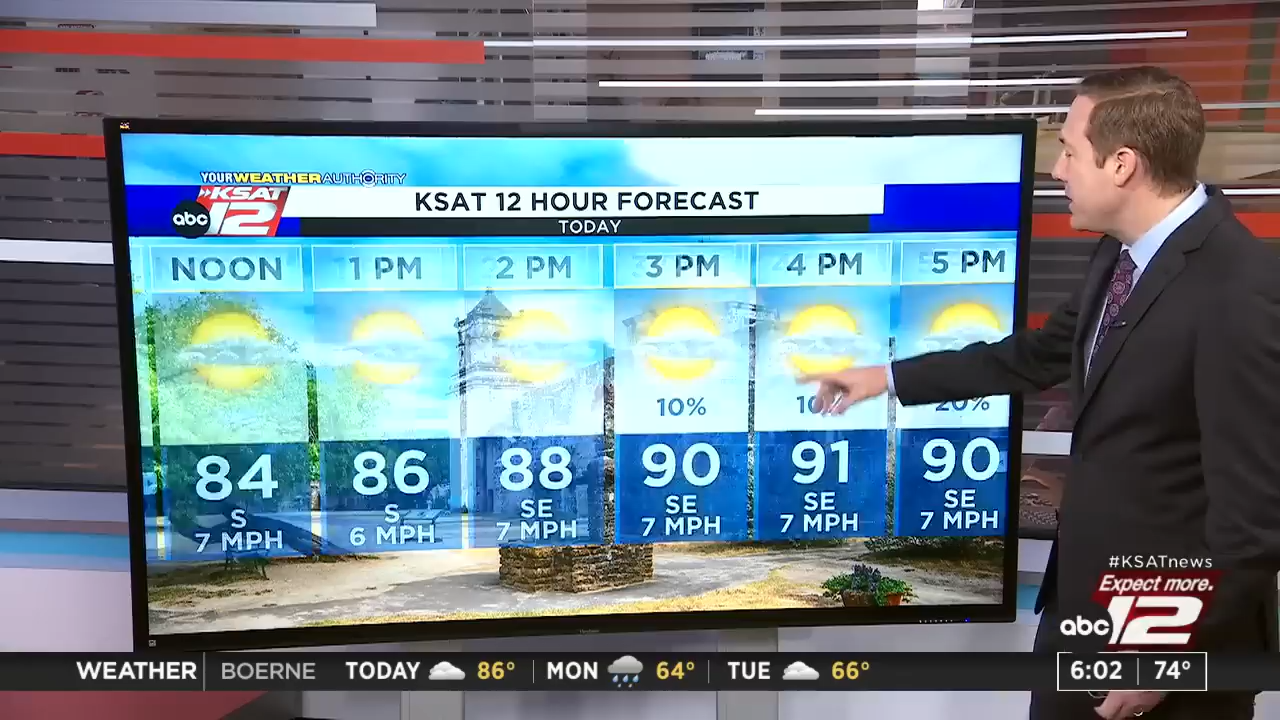 YOUR WEATHER AUTHORITY
KSAT
abc 12
KSAT 12 HOUR FORECAST
TODAY
NOON 1 PM 2 PM 3 PM 4 PM 5 PM
10% 20%
84 86 88 90 91 90
S S SE SE SE SE
7 MPH 6 MPH 7 MPH 7 MPH 7 MPH 7 MPH
#KSATnews
Expect more.
abc 12
WEATHER BOERNE TODAY 86° MON 64° TUE 66° 6:02 74°